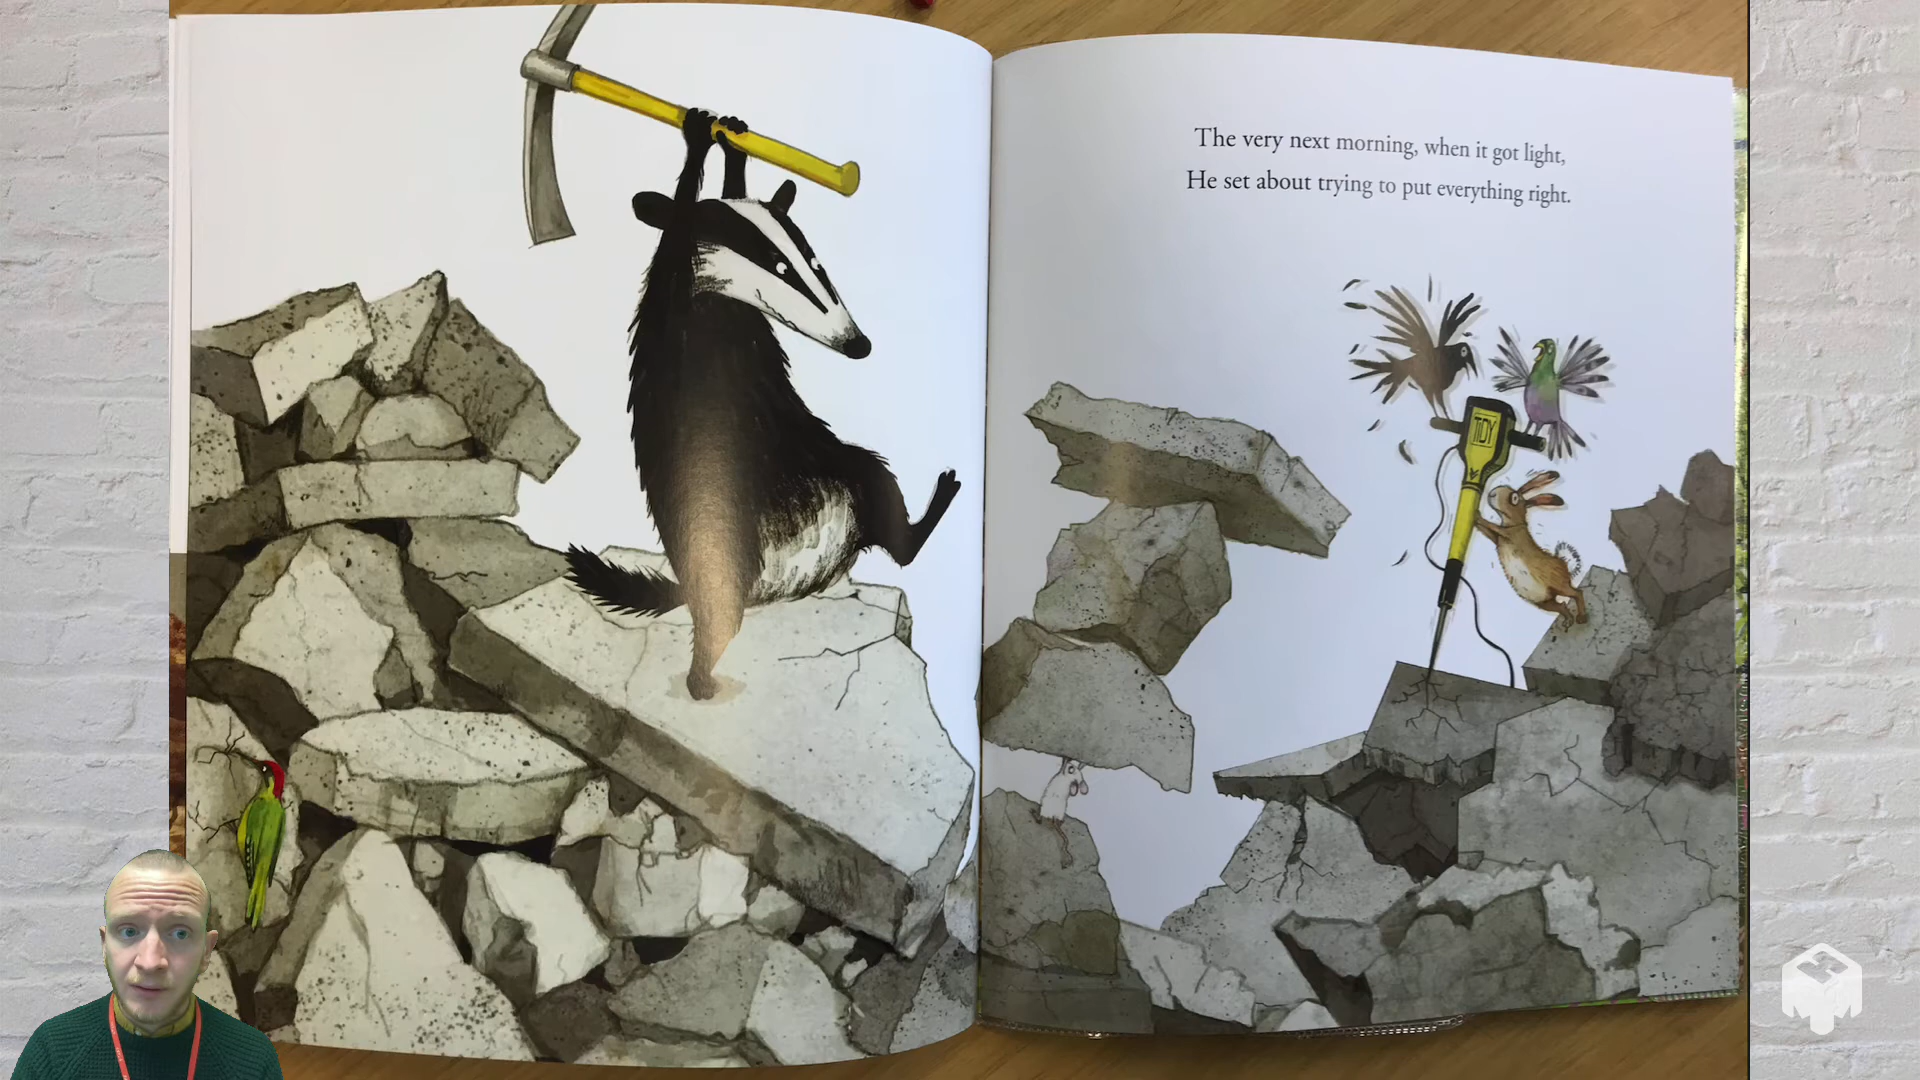 The very next morning, when it got light,
He set about trying to put everything right.
TIDY